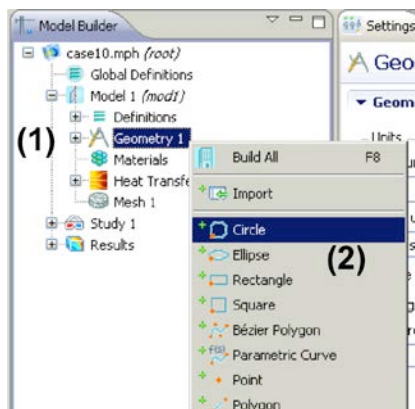 Model Builder
Settings
case10.mph (root)
Global Definitions
Model 1 (mod1)
Definitions
(1)
Geometry 1
Materials
Heat Transfe
Mesh 1
Study 1
Results
Build All F8
Import
Circle
(2)
Ellipse
Rectangle
Square
Bézier Polygon
f(s)
Parametric Curve
Point
Polygon
Geo
Geom
Units